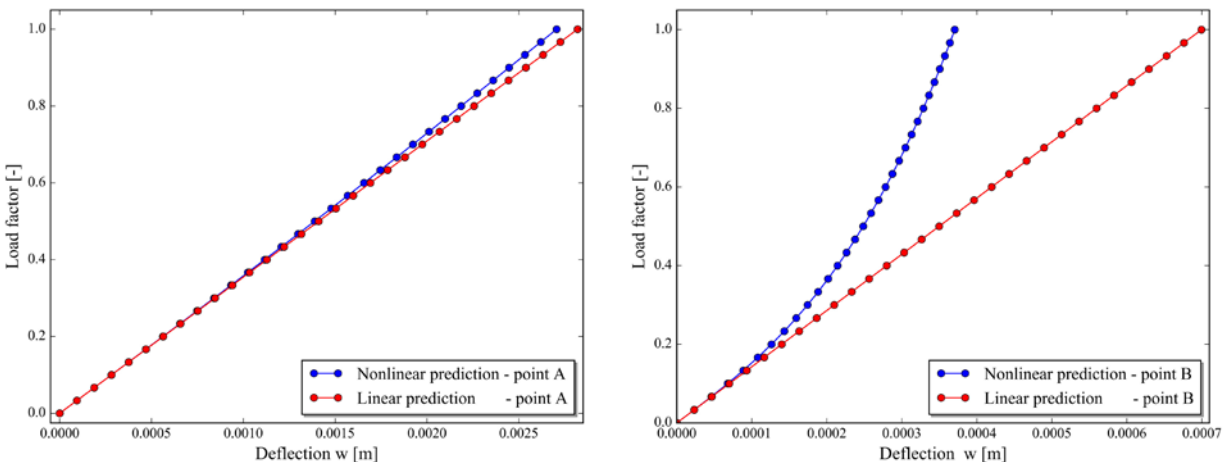 1.0
0.8
0.6
0.4
0.2
0.0
Load factor [-]
0.0000 0.0005 0.0010 0.0015 0.0020 0.0025
Deflection w [m]
Nonlinear prediction - point A
Linear prediction - point A
1.0
0.8
0.6
0.4
0.2
0.0
Load factor [-]
0.0000 0.0001 0.0002 0.0003 0.0004 0.0005 0.0006 0.0007
Deflection w [m]
Nonlinear prediction - point B
Linear prediction - point B